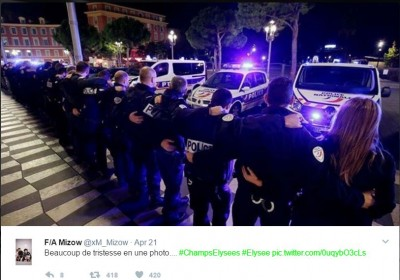 POLICE
POLICE
F/A Mizow @xM_Mizow · Apr 21
Beaucoup de tristesse en une photo.... #ChampsElysees #Elysee pic.twitter.com/0uqybO3cLs
418 420